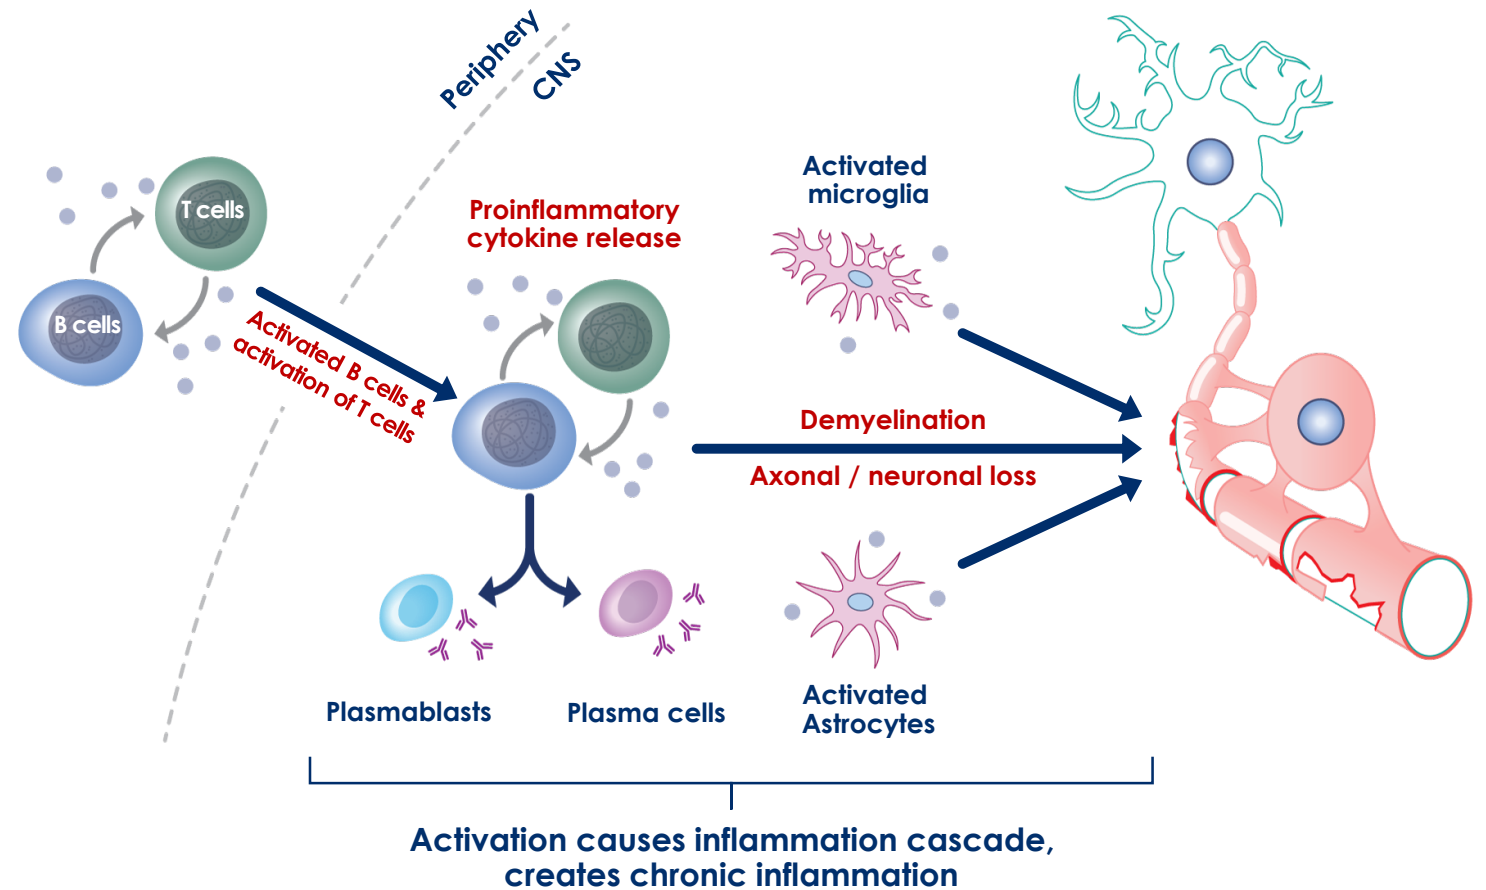 Periphery
CNS
T cells
B cells
Activated B cells &
activation of T cells
Proinflammatory
cytokine release
Activated
microglia
Demyelination
Axonal / neuronal loss
Plasmablasts
Plasma cells
Activated
Astrocytes
Activation causes inflammation cascade,
creates chronic inflammation